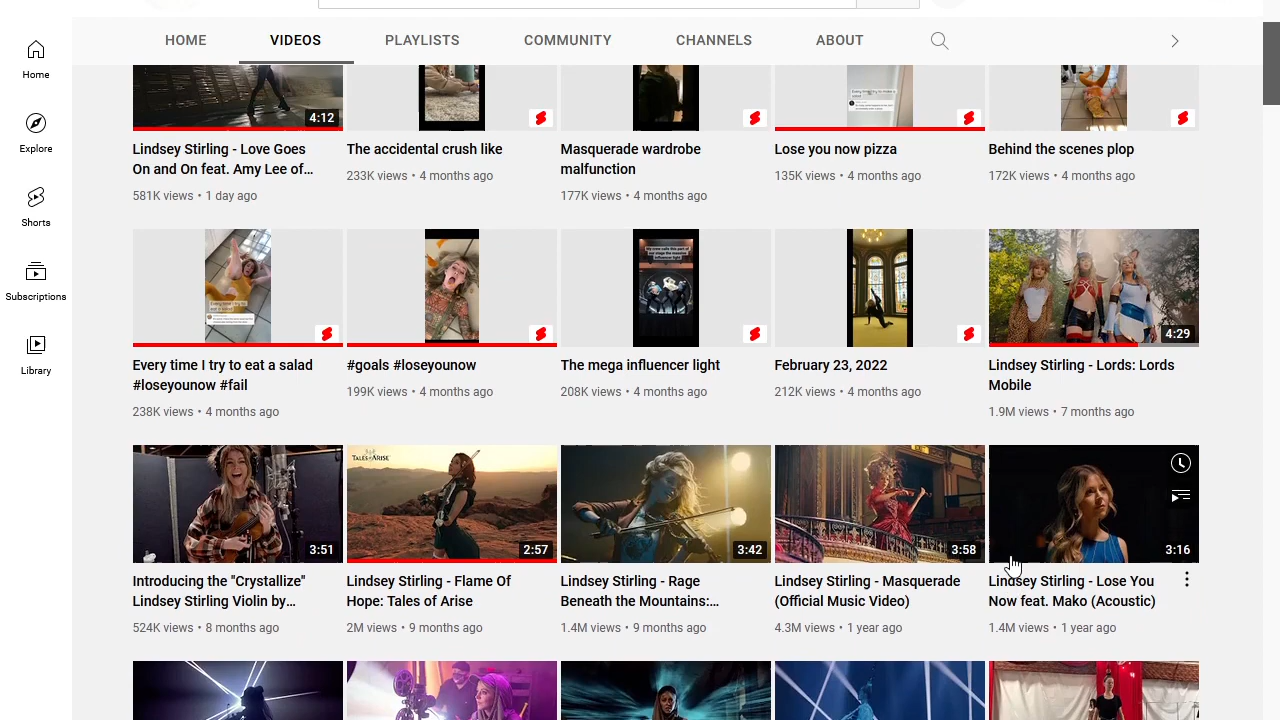 HOME
VIDEOS
PLAYLISTS
COMMUNITY
CHANNELS
ABOUT
Home
Explore
Shorts
Subscriptions
Library
4:12
Lindsey Stirling - Love Goes
On and On feat. Amy Lee of…
581K views • 1 day ago
The accidental crush like
233K views • 4 months ago
Masquerade wardrobe
malfunction
177K views • 4 months ago
Lose you now pizza
135K views • 4 months ago
Behind the scenes plop
172K views • 4 months ago
Every time I try to eat a salad
#loseyounow #fail
238K views • 4 months ago
#goals #loseyounow
199K views • 4 months ago
The mega influencer light
208K views • 4 months ago
February 23, 2022
212K views • 4 months ago
4:29
Lindsey Stirling - Lords: Lords
Mobile
1.9M views • 7 months ago
3:51
Introducing the "Crystallize"
Lindsey Stirling Violin by…
524K views • 8 months ago
TALES ARISE
2:57
Lindsey Stirling - Flame Of
Hope: Tales of Arise
2M views • 9 months ago
3:42
Lindsey Stirling - Rage
Beneath the Mountains:…
1.4M views • 9 months ago
3:58
Lindsey Stirling - Masquerade
(Official Music Video)
4.3M views • 1 year ago
3:16
Lindsey Stirling - Lose You
Now feat. Mako (Acoustic)
1.4M views • 1 year ago